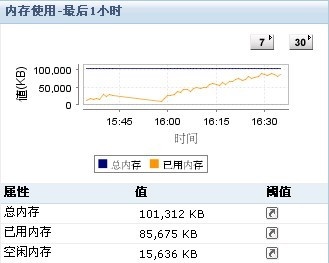 内存使用-最后1小时
7 30
值(KB)
100,000
50,000
0
15:45 16:00 16:15 16:30
时间
总内存 已用内存
属性 值 阈值
总内存 101,312 KB
已用内存 85,675 KB
空闲内存 15,636 KB